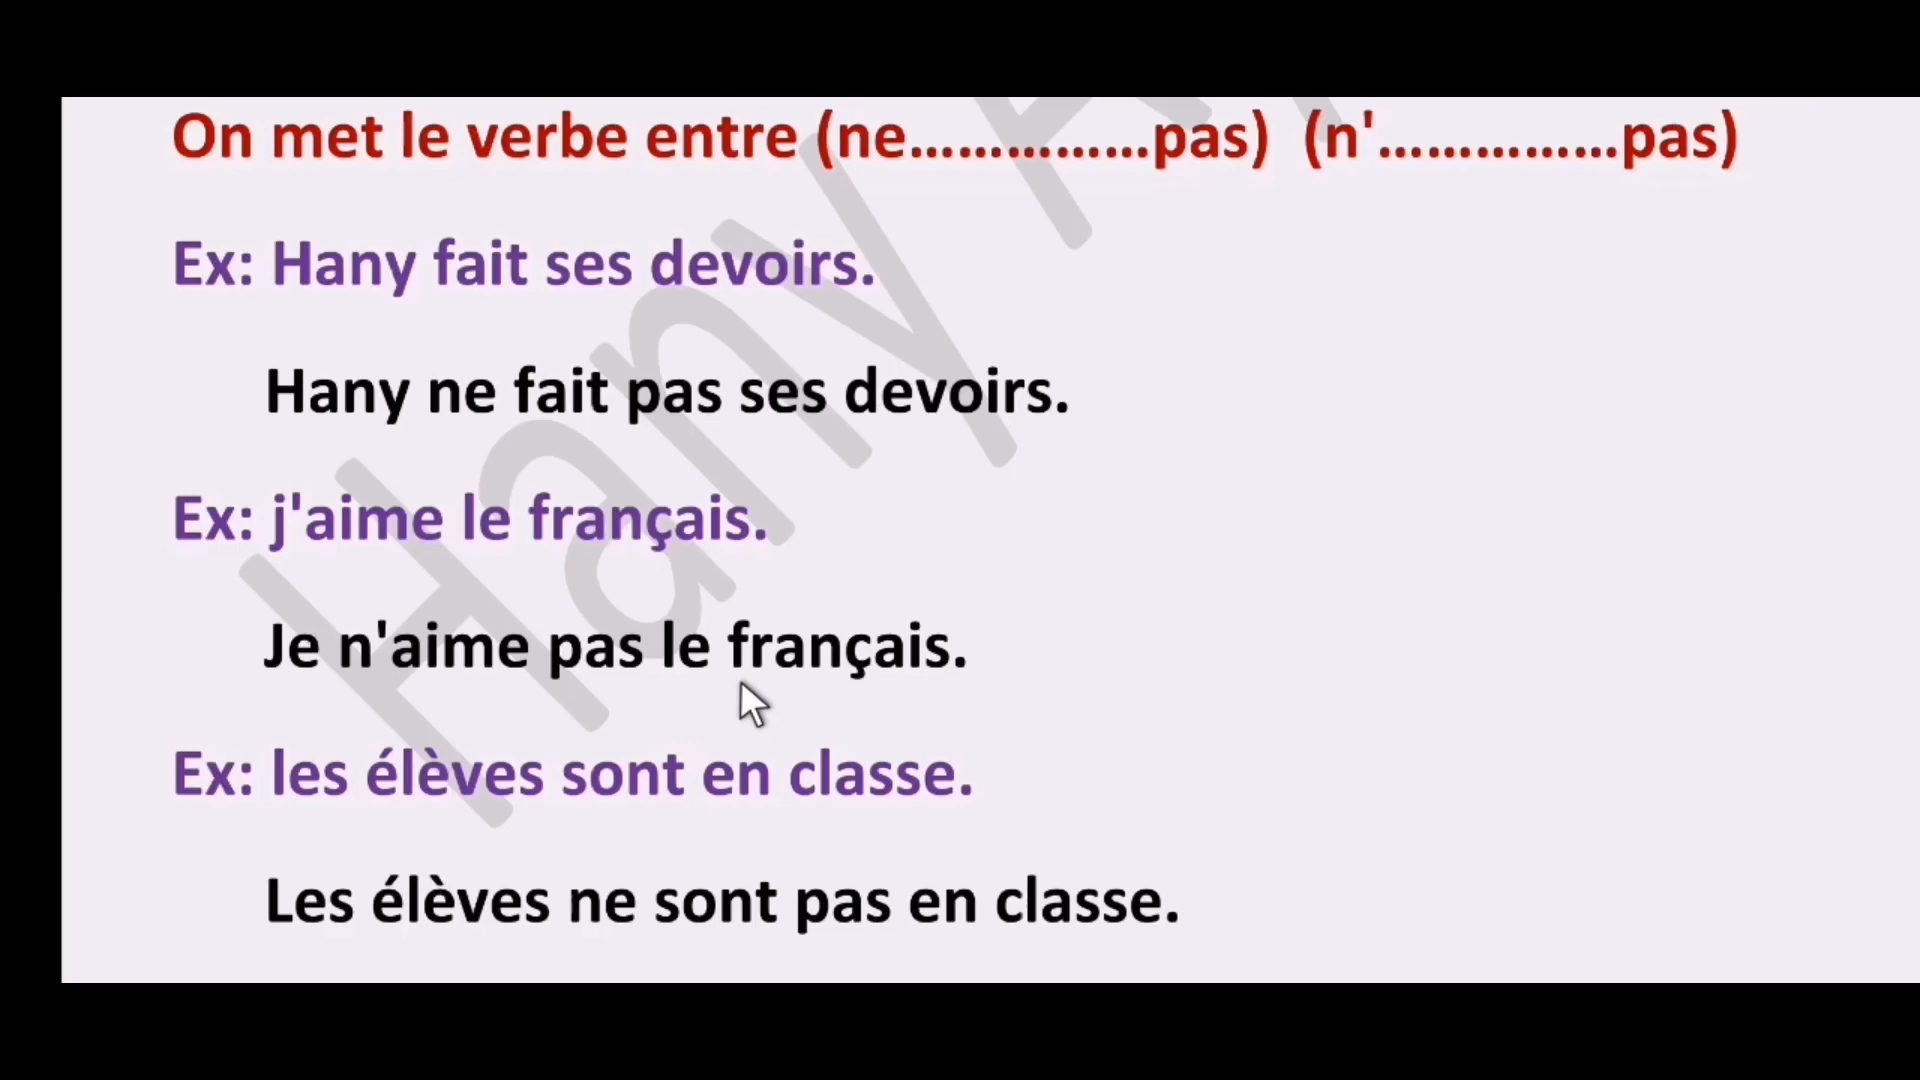 On met le verbe entre (ne……………pas)  (n'……………pas)
Ex: Hany fait ses devoirs.
Hany ne fait pas ses devoirs.
Ex: j'aime le français.
Je n'aime pas le français.
Ex: les élèves sont en classe.
Les élèves ne sont pas en classe.
Hany